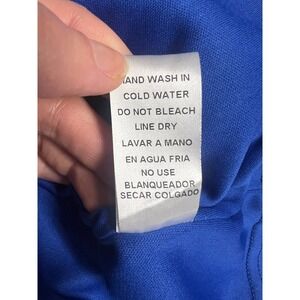 HAND WASH IN
COLD WATER
DO NOT BLEACH
LINE DRY
LAVAR A MANO
EN AGUA FRIA
NO USE
BLANQUEADOR
SECAR COLGADO